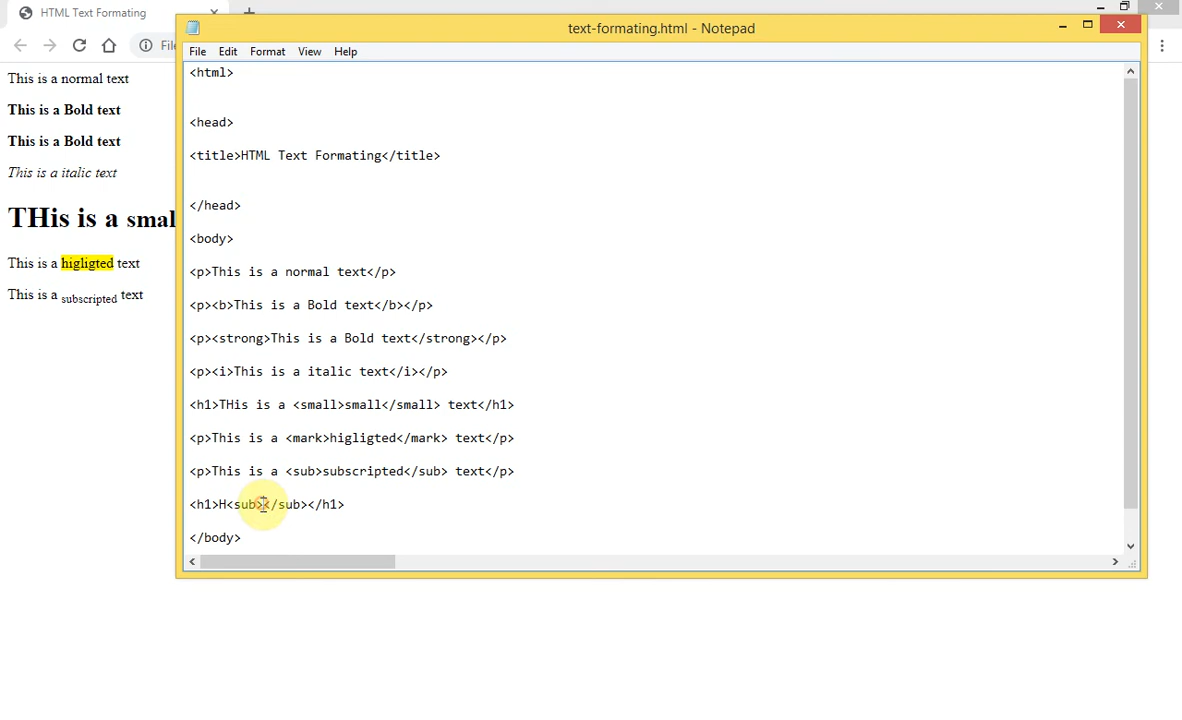 HTML Text Formating
File
This is a normal text
This is a Bold text
This is a Bold text
This is a italic text
THis is a smal
This is a higligted text
This is a subscripted text
text-formating.html - Notepad
File Edit Format View Help
<html>
<head>
<title>HTML Text Formating</title>
</head>
<body>
<p>This is a normal text</p>
<p><b>This is a Bold text</b></p>
<p><strong>This is a Bold text</strong></p>
<p><i>This is a italic text</i></p>
<h1>THis is a <small>small</small> text</h1>
<p>This is a <mark>higligted</mark> text</p>
<p>This is a <sub>subscripted</sub> text</p>
<h1>H<sub></sub></h1>
</body>